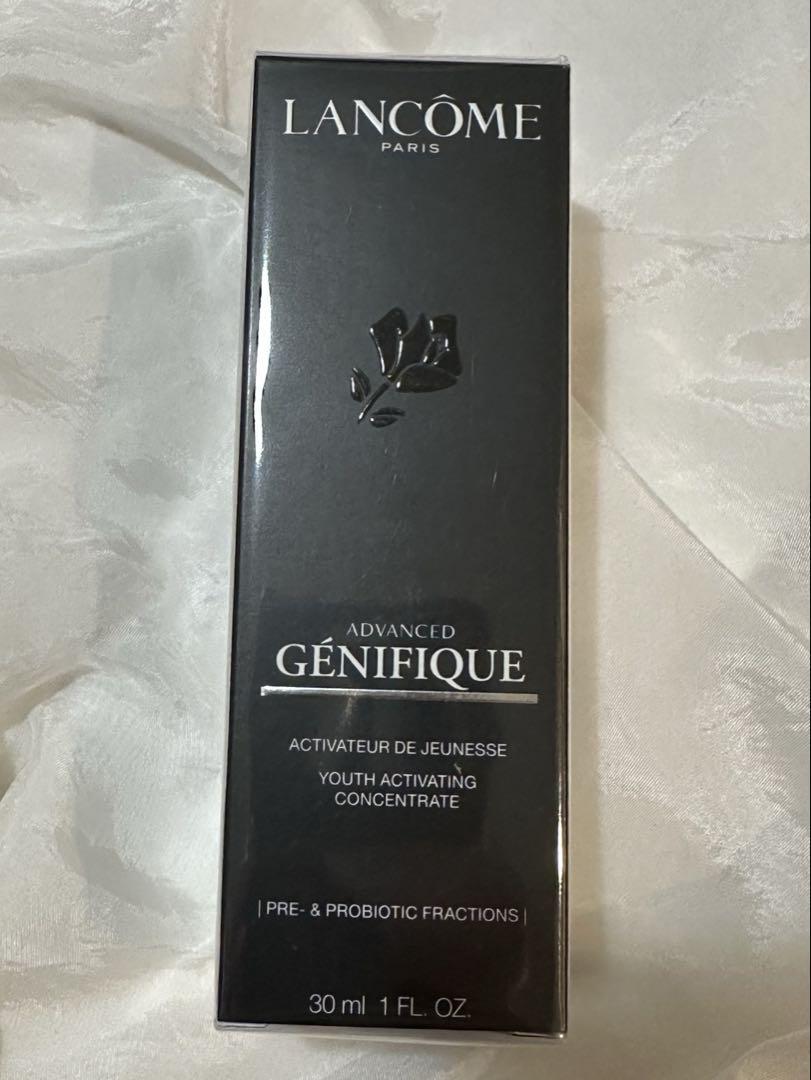 LANCÔME
PARIS
ADVANCED
GÉNIFIQUE
ACTIVATEUR DE JEUNESSE
YOUTH ACTIVATING
CONCENTRATE
| PRE- & PROBIOTIC FRACTIONS |
30 ml 1 FL. OZ.